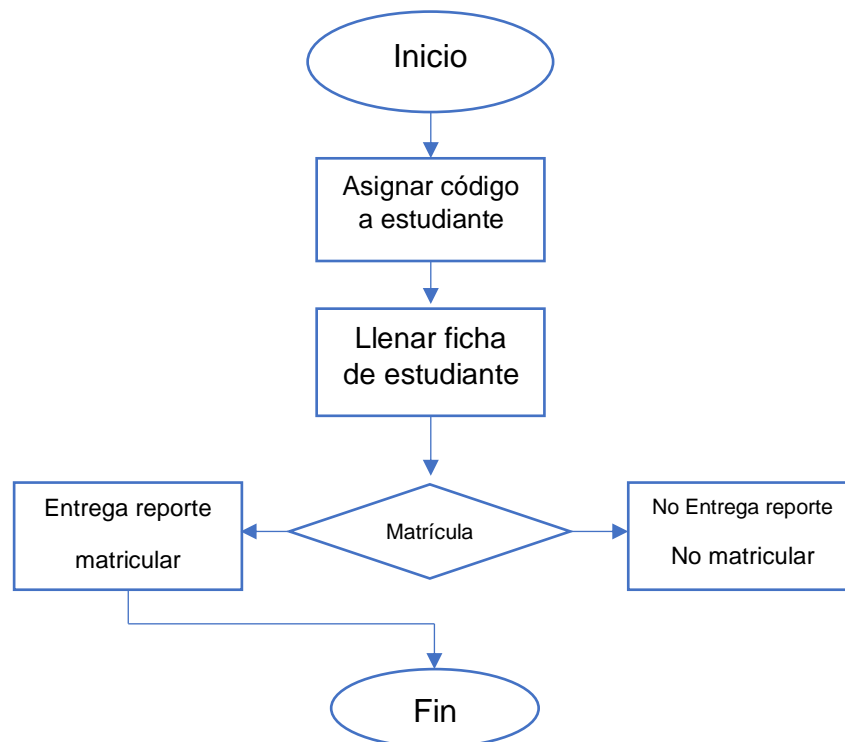 Inicio
Asignar código
a estudiante
Llenar ficha
de estudiante
Entrega reporte
matricular
Matrícula
No Entrega reporte
No matricular
Fin